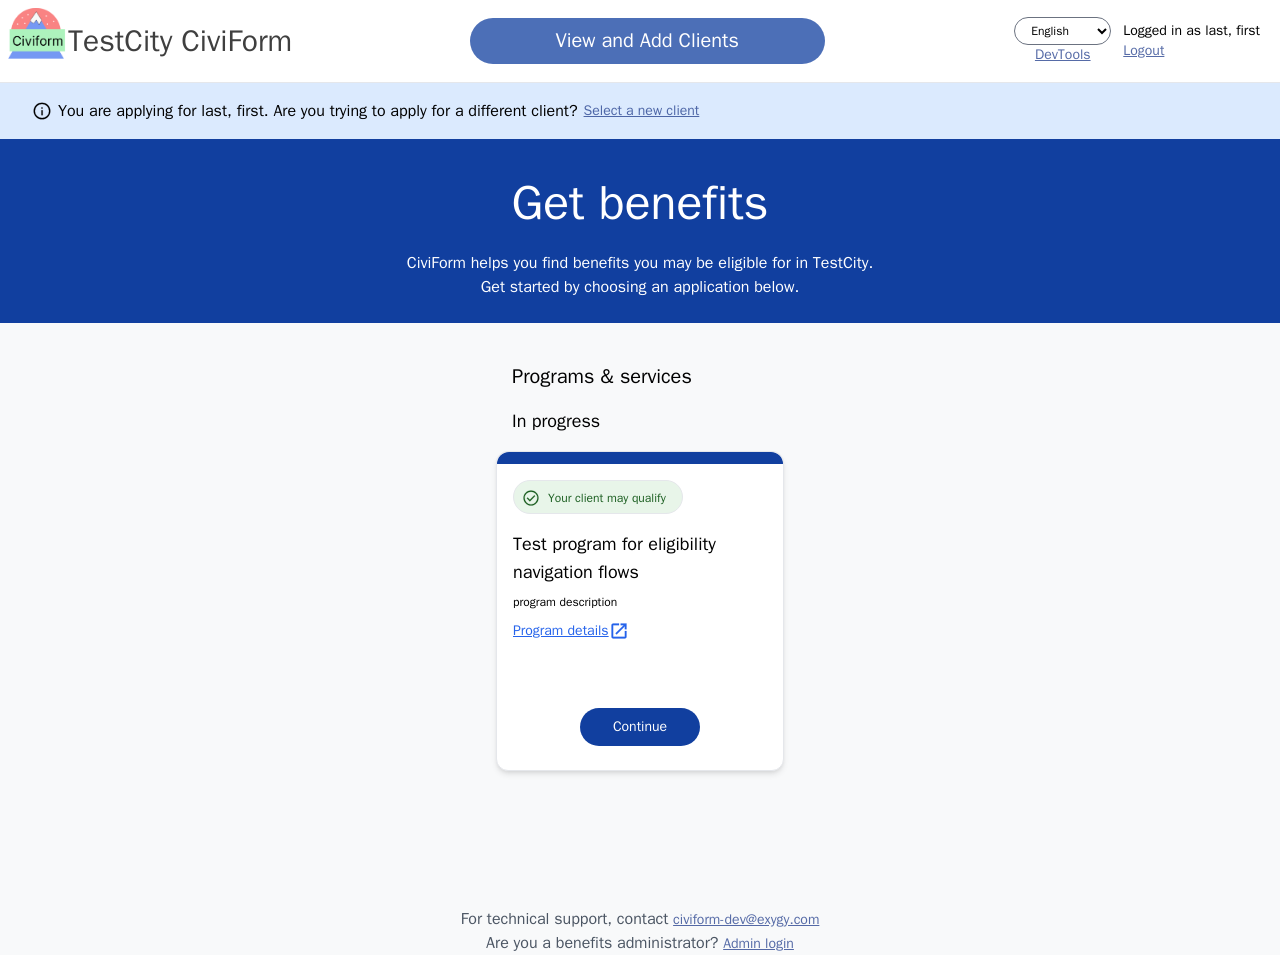 Civiform
TestCity CiviForm
View and Add Clients
English
DevTools
Logged in as last, first
Logout
You are applying for last, first. Are you trying to apply for a different client? Select a new client
Get benefits
CiviForm helps you find benefits you may be eligible for in TestCity.
Get started by choosing an application below.
Programs & services
In progress
Your client may qualify
Test program for eligibility
navigation flows
program description
Program details
Continue
For technical support, contact civiform-dev@exygy.com
Are you a benefits administrator? Admin login